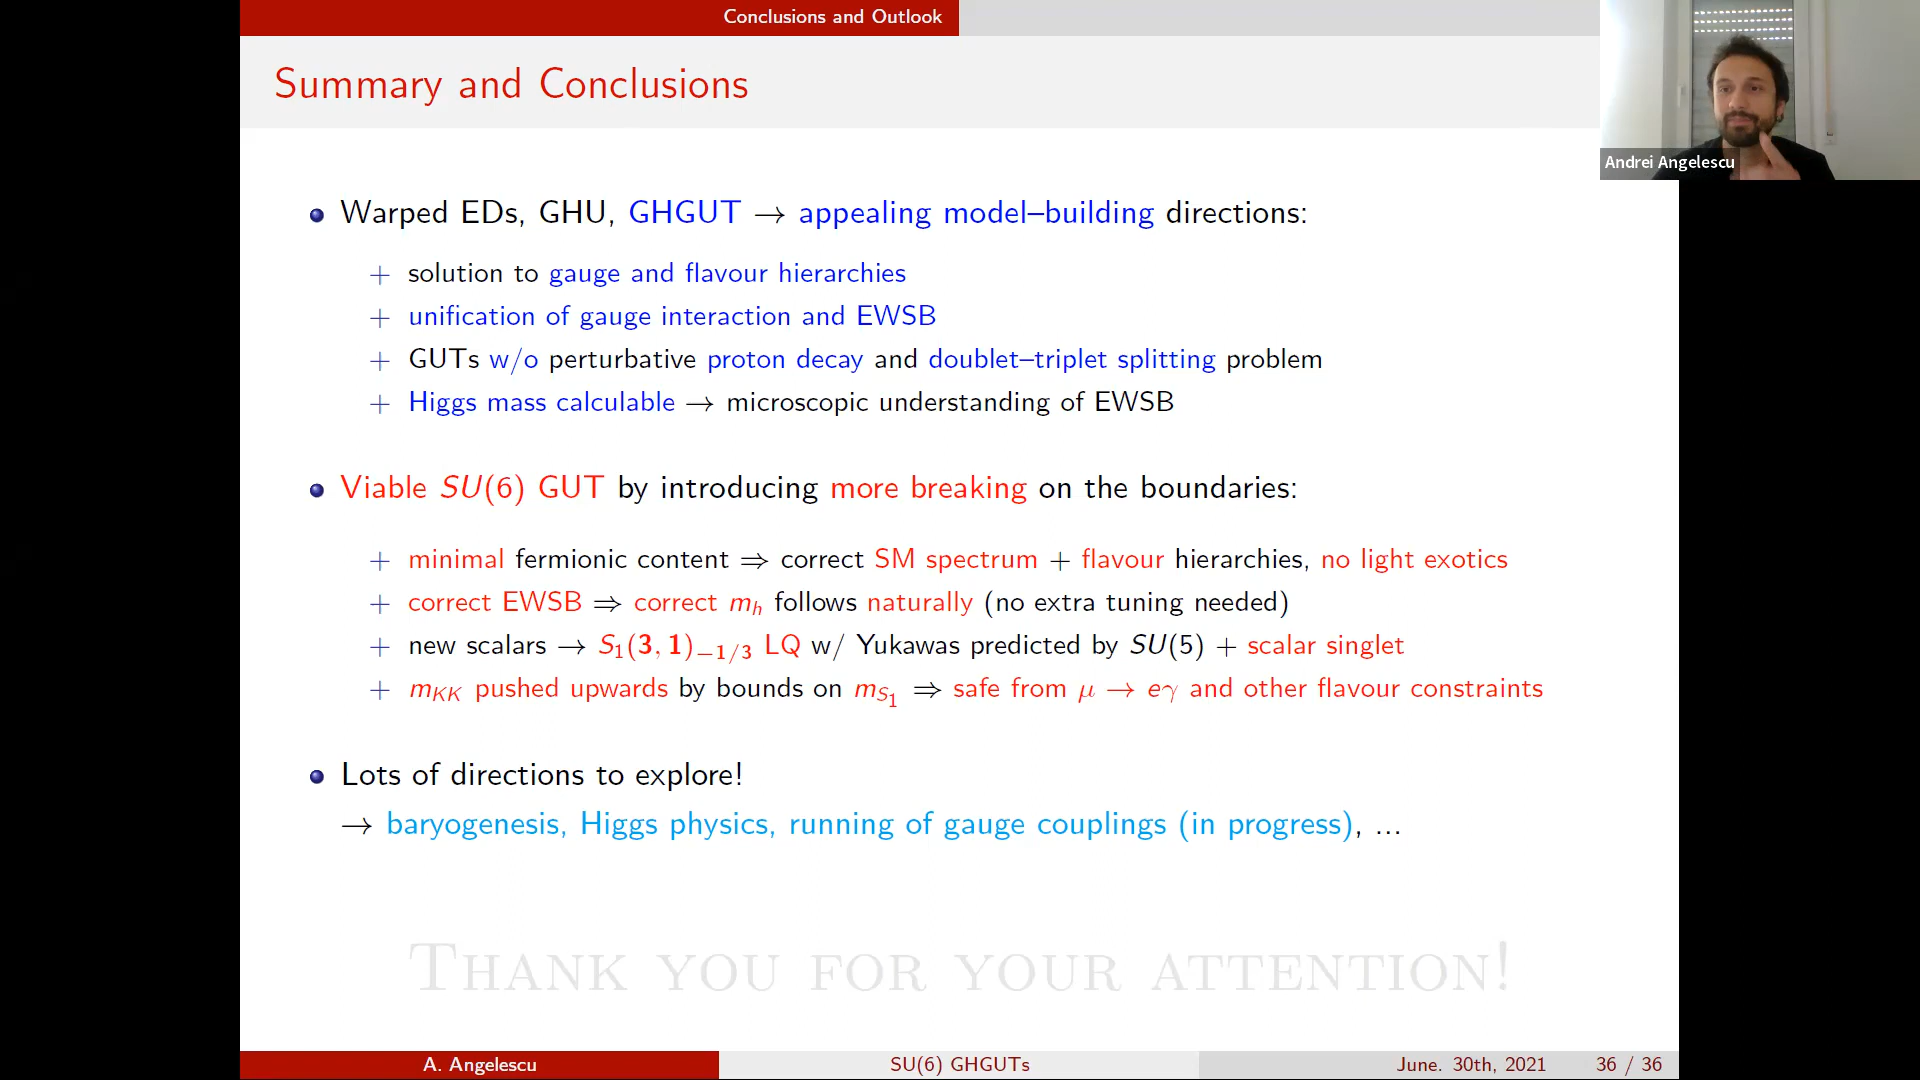 Conclusions and Outlook
Summary and Conclusions
Andrei Angelescu
Warped EDs, GHU, GHGUT → appealing model–building directions:
+ solution to gauge and flavour hierarchies
+ unification of gauge interaction and EWSB
+ GUTs w/o perturbative proton decay and doublet–triplet splitting problem
+ Higgs mass calculable → microscopic understanding of EWSB
Viable SU(6) GUT by introducing more breaking on the boundaries:
+ minimal fermionic content ⇒ correct SM spectrum + flavour hierarchies, no light exotics
+ correct EWSB ⇒ correct m_h follows naturally (no extra tuning needed)
+ new scalars → S_1(3, 1)_{−1/3} LQ w/ Yukawas predicted by SU(5) + scalar singlet
+ m_{KK} pushed upwards by bounds on m_{S_1} ⇒ safe from μ → eγ and other flavour constraints
Lots of directions to explore!
→ baryogenesis, Higgs physics, running of gauge couplings (in progress), ...
THANK YOU FOR YOUR ATTENTION!
A. Angelescu
SU(6) GHGUTs
June. 30th, 2021
36 / 36